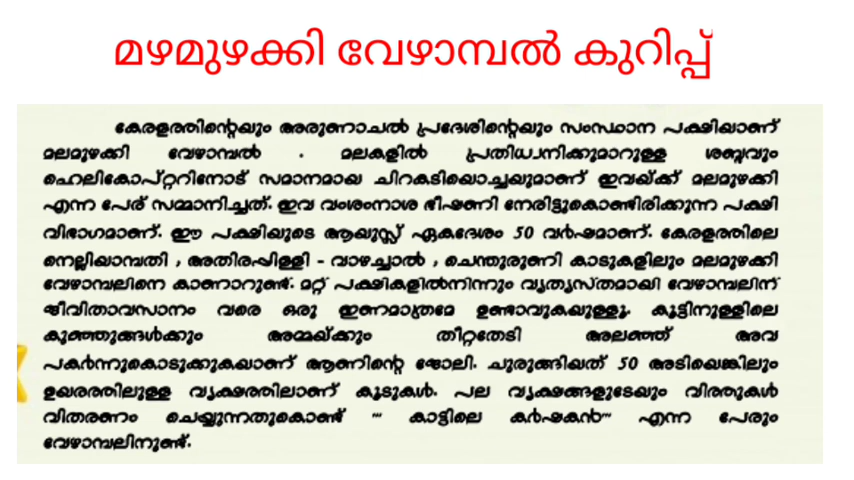 മഴമുഴക്കി വേഴാമ്പൽ കുറിപ്പ്
കേരളത്തിന്റെയും അരുണാചൽ പ്രദേശിന്റെയും സംസ്ഥാന പക്ഷിയാണ്
മലമുഴക്കി വേഴാമ്പൽ . മലകളിൽ പ്രതിധ്വനിക്കുമാറുള്ള ശബ്ദവും
ഹെലികോപ്റ്ററിനോട് സമാനമായ ചിറകടിയൊച്ചയുമാണ് ഇവയ്ക്ക് മലമുഴക്കി
എന്ന പേര് സമ്മാനിച്ചത്. ഇവ വംശംനാശ ഭീഷണി നേരിട്ടുകൊണ്ടിരിക്കുന്ന പക്ഷി
വിഭാഗമാണ്. ഈ പക്ഷിയുടെ ആയുസ്സ് ഏകദേശം 50 വർഷമാണ്. കേരളത്തിലെ
നെല്ലിയാമ്പതി , അതിരപ്പിള്ളി - വാഴച്ചാൽ , ചെന്തുരുണി കാടുകളിലും മലമുഴക്കി
വേഴാമ്പലിനെ കാണാറുണ്ട്. മറ്റ് പക്ഷികളിൽനിന്നും വ്യത്യസ്തമായി വേഴാമ്പലിന്
ജീവിതാവസാനം വരെ ഒരു ഇണമാത്രമേ ഉണ്ടാവുകയുള്ളൂ. കൂട്ടിനുള്ളിലെ
കുഞ്ഞുങ്ങൾക്കും അമ്മയ്ക്കും തീറ്റതേടി അലഞ്ഞ് അവ
പകർന്നുകൊടുക്കുകയാണ് ആണിന്റെ ജോലി. ചുരുങ്ങിയത് 50 അടിയെങ്കിലും
ഉയരത്തിലുള്ള വൃക്ഷത്തിലാണ് കൂടുകൾ. പല വൃക്ഷങ്ങളുടേയും വിത്തുകൾ
വിതരണം ചെയ്യുന്നതുകൊണ്ട് " കാട്ടിലെ കർഷകൻ" എന്ന പേരും
വേഴാമ്പലിനുണ്ട്.